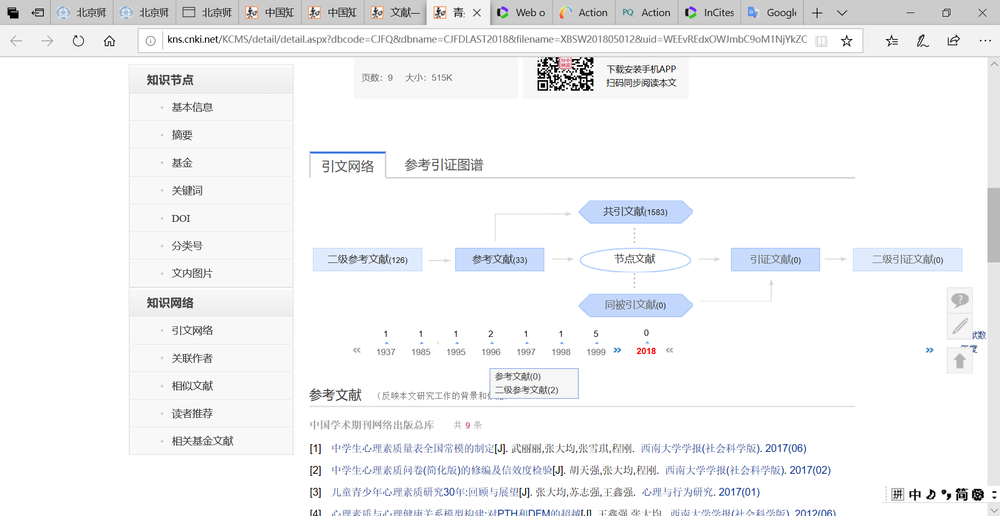 北京师
北京师
北京师
中国知
中国知
文献—
Web o
Action
PQ Action
InCites
Google
kns.cnki.net/KCMS/detail/detail.aspx?dbcode=CJFQ&dbname=CJFDLAST2018&filename=XBSW201805012&uid=WEEvREdxOWJmbC9oM1NjYkZC
知识节点
基本信息
摘要
基金
关键词
DOI
分类号
文内图片
知识网络
引文网络
关联作者
相似文献
读者推荐
相关基金文献
页数：9 大小：515K
下载安装手机APP
扫码同步阅读本文
引文网络 参考引证图谱
共引文献(1583)
二级参考文献(126) 参考文献(33) 节点文献 引证文献(0) 二级引证文献(0)
同被引文献(0)
1 1 1 2 1 1 5 0
1937 1985 1995 1996 1997 1998 1999 2018
献数
年度
参考文献(0)
二级参考文献(2)
参考文献 （反映本文研究工作的背景和
中国学术期刊网络出版总库 共 9 条
[1] 中学生心理素质量表全国常模的制定[J]. 武丽丽,张大均,张雪琪,程刚. 西南大学学报(社会科学版). 2017(06)
[2] 中学生心理素质问卷(简化版)的修编及信效度检验[J]. 胡天强,张大均,程刚. 西南大学学报(社会科学版). 2017(02)
[3] 儿童青少年心理素质研究30年:回顾与展望[J]. 张大均,苏志强,王鑫强. 心理与行为研究. 2017(01)
[4] 心理素质与心理健康关系模型构建:对PTH和DFM的超越[J]. 王鑫强,张大均. 西南大学学报(社会科学版). 2012(06)
拼 中 简